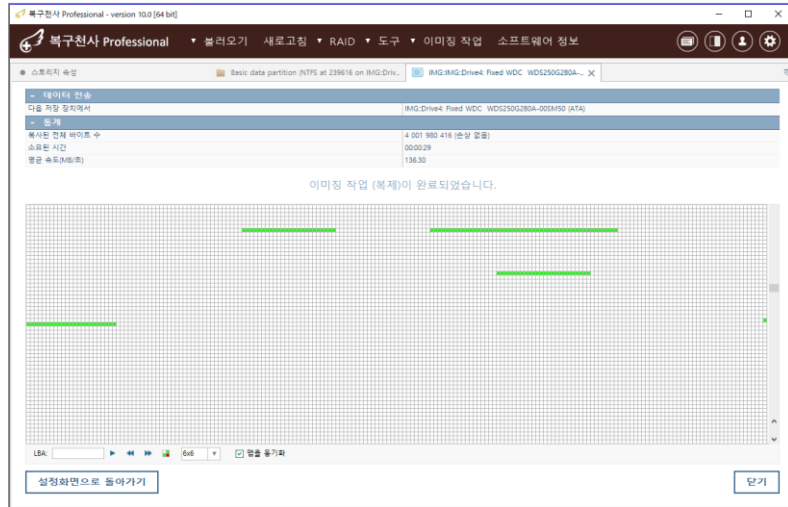 복구천사 Professional - version 10.0 [64 bit]
복구천사 Professional ▼ 불러오기 새로고침 ▼ RAID ▼ 도구 ▼ 이미징 작업 소프트웨어 정보
스토리지 속성 Basic data partition (NTFS at 239616 on IMG:Driv... IMG:IMG:Drive4: Fixed WDC WDS250G2B0A-...
- 데이터 전송
다음 저장 장치에서 IMG::Drive4: Fixed WDC WDS250G2B0A-00SM50 (ATA)
- 통계
복사된 전체 바이트 수 4 001 980 416 (손상 없음)
소요된 시간 00:00:29
평균 속도(MB/초) 136.30
이미징 작업 (복제)이 완료되었습니다.
LBA: 6x6 맵을 동기화
설정화면으로 돌아가기 닫기